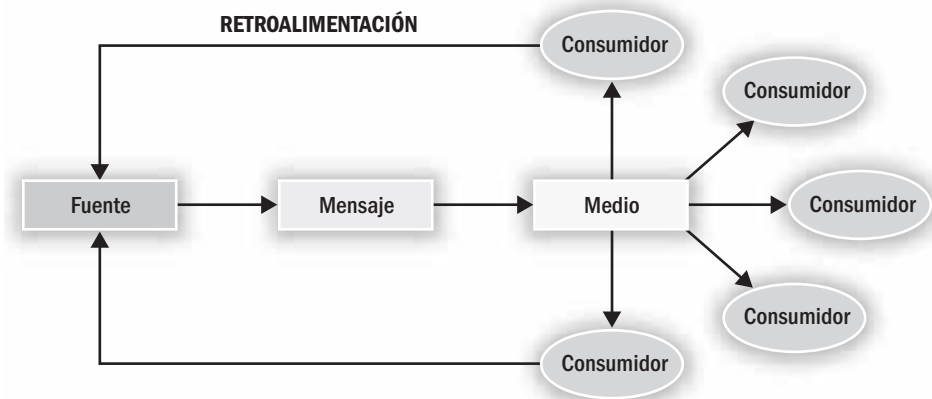 RETROALIMENTACIÓN
Consumidor
Consumidor
Fuente
Mensaje
Medio
Consumidor
Consumidor
Consumidor